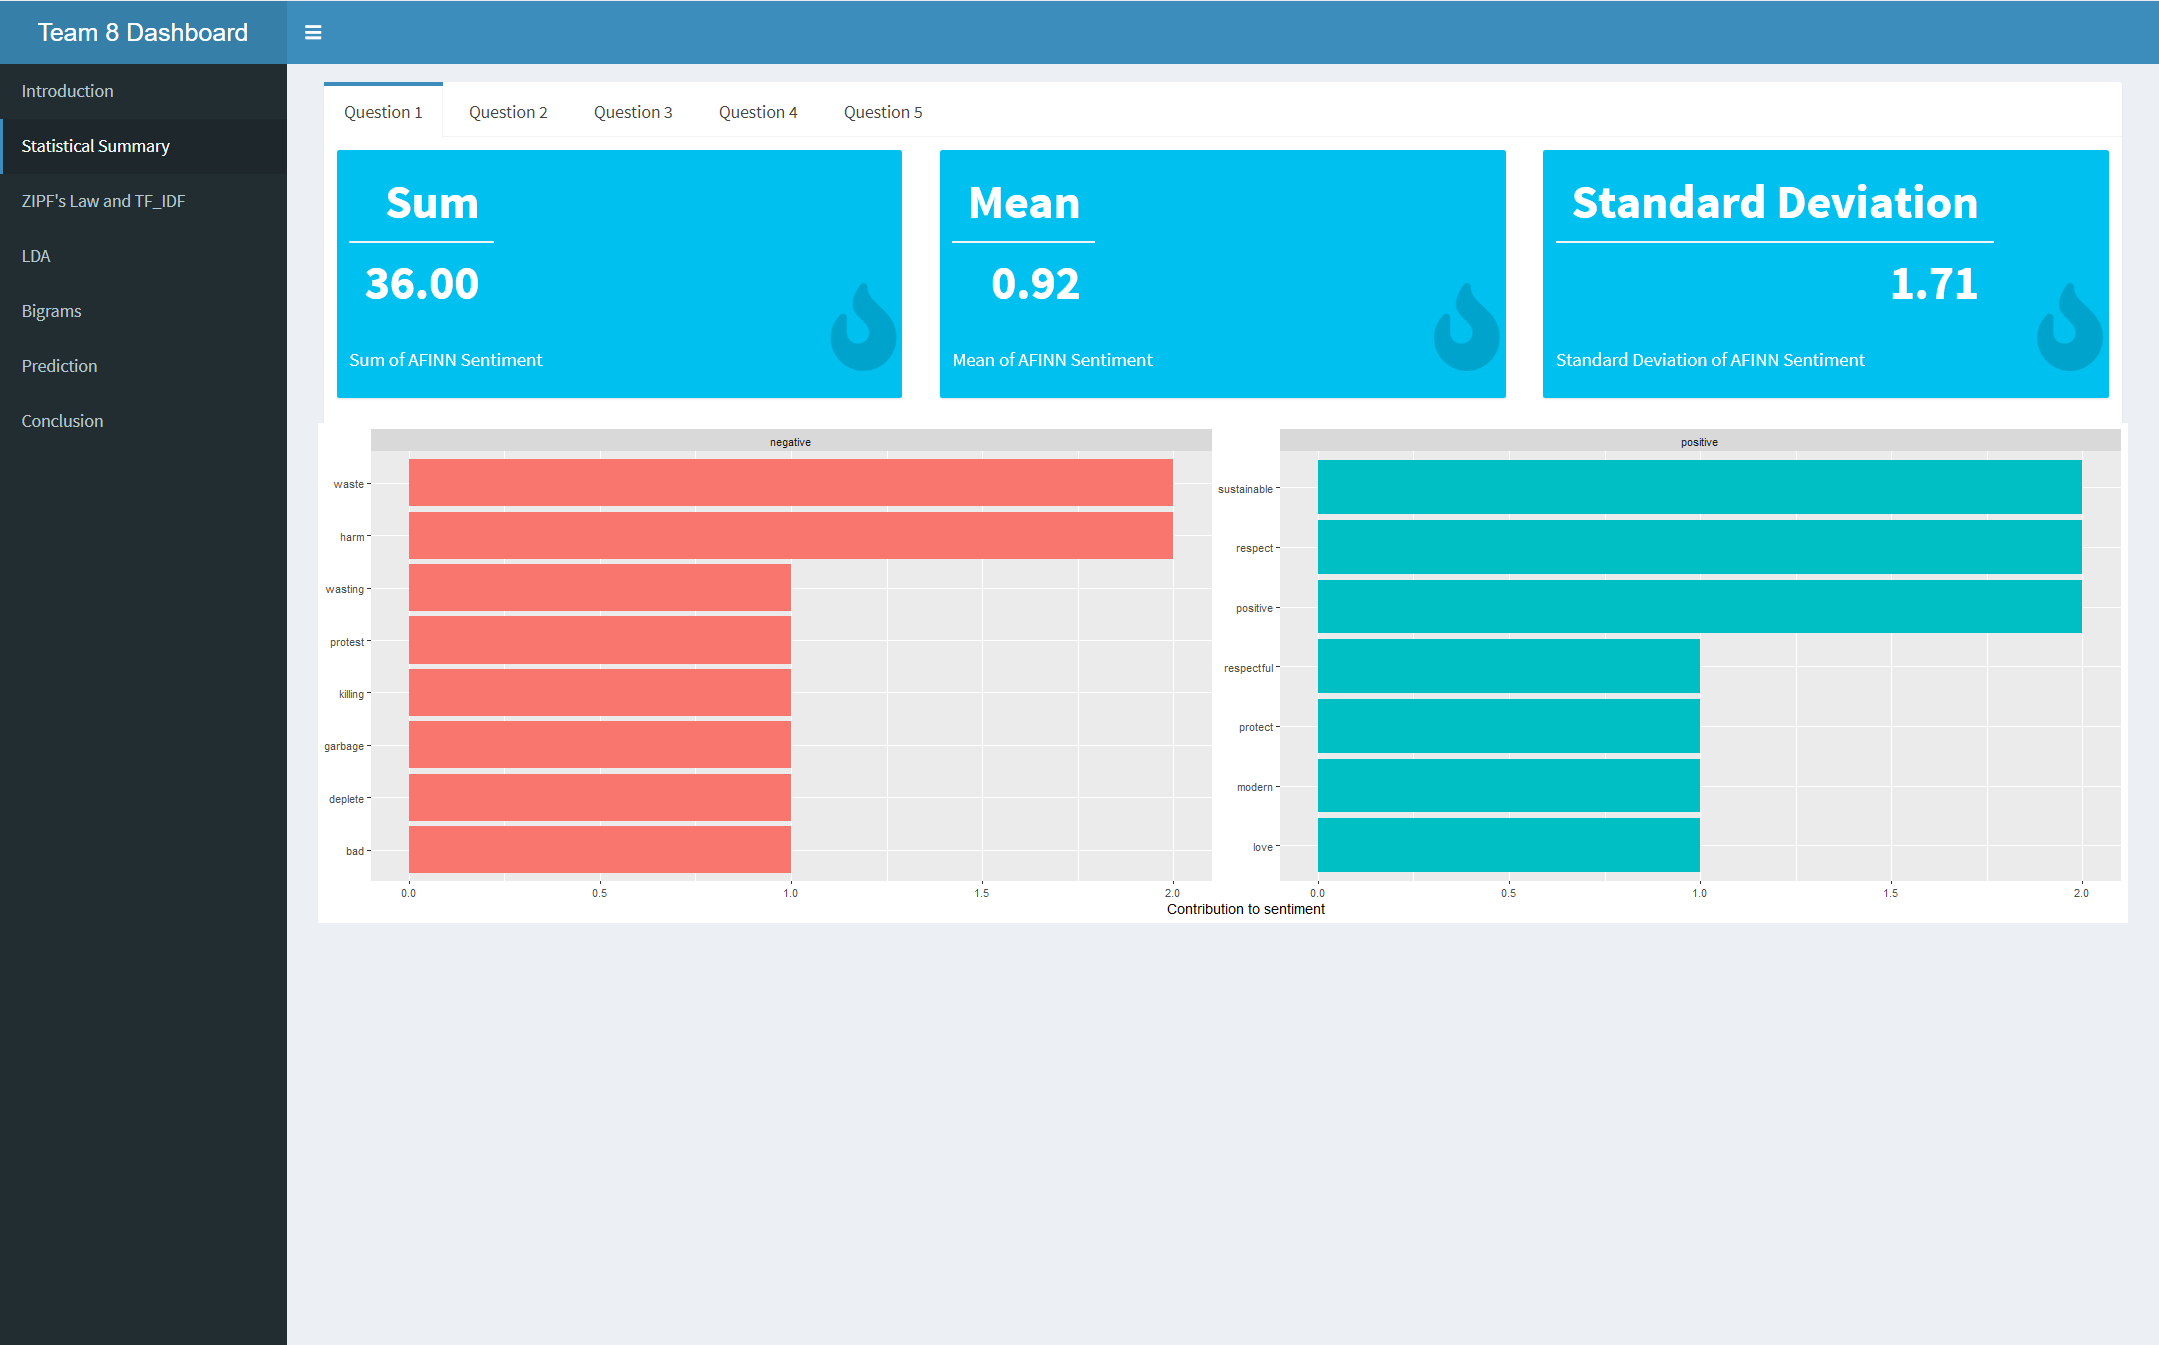 Team 8 Dashboard
Introduction
Statistical Summary
ZIPF's Law and TF_IDF
LDA
Bigrams
Prediction
Conclusion
Question 1 Question 2 Question 3 Question 4 Question 5
Sum
36.00
Sum of AFINN Sentiment
Mean
0.92
Mean of AFINN Sentiment
Standard Deviation
1.71
Standard Deviation of AFINN Sentiment
negative
waste
harm
wasting
protest
killing
garbage
deplete
bad
0.0 0.5 1.0 1.5 2.0
positive
sustainable
respect
positive
respectful
protect
modern
love
0.0 0.5 1.0 1.5 2.0
Contribution to sentiment